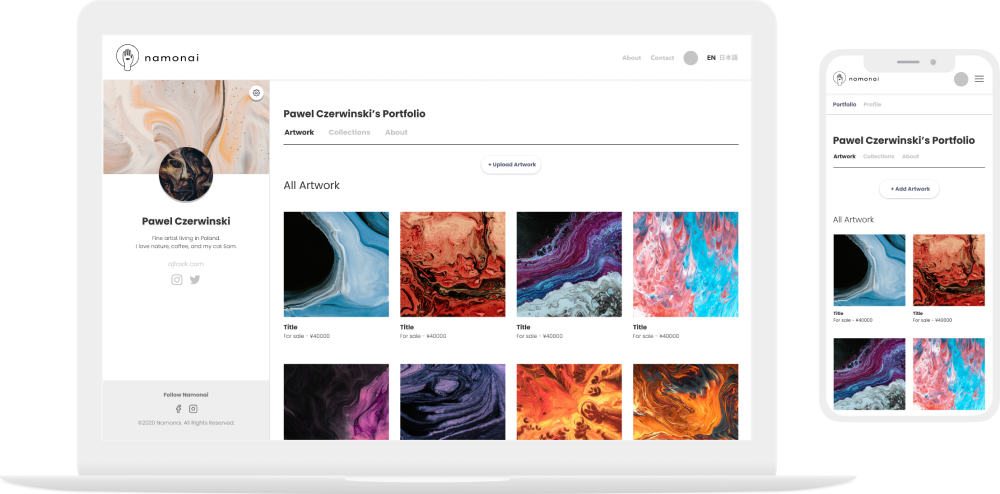 namonai
About Contact EN 日本語
Pawel Czerwinski
Fine artist living in Poland.
I love nature, coffee, and my cat Sam.
Follow Namonai
©2020 Namonai. All Rights Reserved.
Pawel Czerwinski's Portfolio
Artwork Collections About
+ Upload Artwork
All Artwork
Title
For sale - ¥40000
Title
For sale - ¥40000
Title
For sale - ¥40000
Title
For sale - ¥40000
namonai
Portfolio Profile
Pawel Czerwinski's Portfolio
Artwork Collections About
+ Add Artwork
All Artwork
Title
For sale - ¥40000
Title
For sale - ¥40000